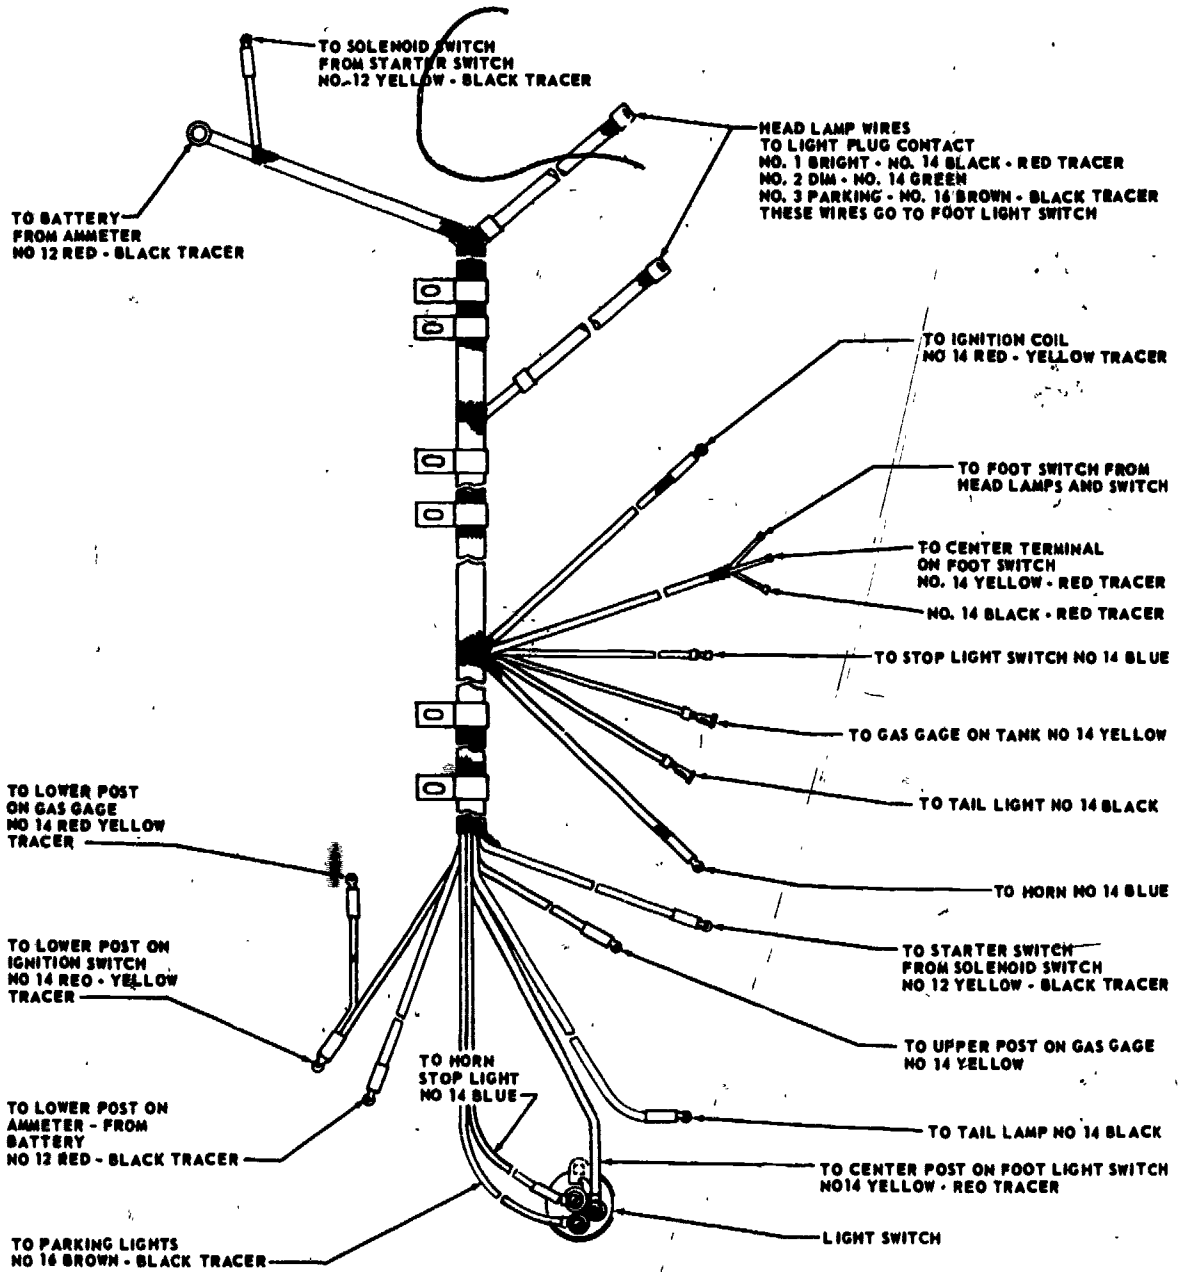 TO SOLENOID SWITCH
FROM STARTER SWITCH
NO. 12 YELLOW - BLACK TRACER
HEAD LAMP WIRES
TO LIGHT PLUG CONTACT
NO. 1 BRIGHT - NO. 14 BLACK - RED TRACER
NO. 2 DIM - NO. 14 GREEN
NO. 3 PARKING - NO. 16 BROWN - BLACK TRACER
THESE WIRES GO TO FOOT LIGHT SWITCH
TO BATTERY
FROM AMMETER
NO 12 RED - BLACK TRACER
TO IGNITION COIL
NO 14 RED - YELLOW TRACER
TO FOOT SWITCH FROM
HEAD LAMPS AND SWITCH
TO CENTER TERMINAL
ON FOOT SWITCH
NO. 14 YELLOW - RED TRACER
NO. 14 BLACK - RED TRACER
TO STOP LIGHT SWITCH NO 14 BLUE
TO GAS GAGE ON TANK NO 14 YELLOW
TO TAIL LIGHT NO 14 BLACK
TO HORN NO 14 BLUE
TO LOWER POST
ON GAS GAGE
NO 14 RED YELLOW
TRACER
TO LOWER POST ON
IGNITION SWITCH
NO 14 REO - YELLOW
TRACER
TO STARTER SWITCH
FROM SOLENOID SWITCH
NO 12 YELLOW - BLACK TRACER
TO UPPER POST ON GAS GAGE
NO 14 YELLOW
TO HORN
STOP LIGHT
NO 14 BLUE
TO LOWER POST ON
AMMETER - FROM
BATTERY
NO 12 RED - BLACK TRACER
TO TAIL LAMP NO 14 BLACK
TO CENTER POST ON FOOT LIGHT SWITCH
NO14 YELLOW - REO TRACER
LIGHT SWITCH
TO PARKING LIGHTS
NO 16 BROWN - BLACK TRACER